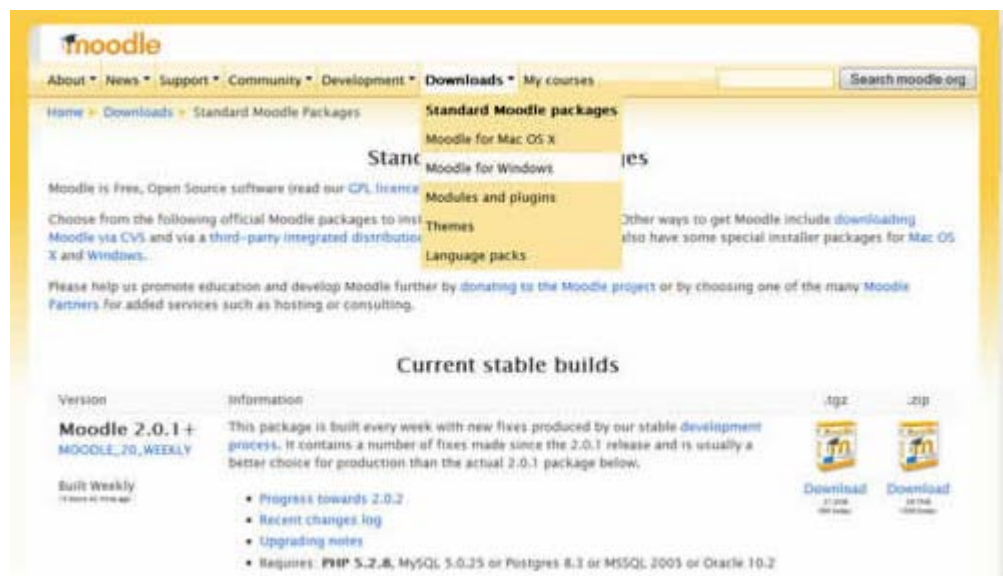 moodle
About News Support Community Development Downloads My courses Search moodle.org
Home Downloads Standard Moodle Packages
Standard Moodle packages
Moodle for Mac OS X
Moodle for Windows
Modules and plugins
Themes
Language packs
Stan es
Moodle is Free, Open Source software (read our GPL licence
Choose from the following official Moodle packages to inst Other ways to get Moodle include downloading
Moodle via CVS and via a third-party integrated distributio also have some special installer packages for Mac OS
X and Windows.
Please help us promote education and develop Moodle further by donating to the Moodle project or by choosing one of the many Moodle
Partners for added services such as hosting or consulting.
Current stable builds
Version Information .tgz .zip
Moodle 2.0.1+ This package is built every week with new fixes produced by our stable development
MOODLE_20_WEEKLY process. It contains a number of fixes made since the 2.0.1 release and is usually a
better choice for production than the actual 2.0.1 package below.
Built Weekly
Download Download
• Progress towards 2.0.2
• Recent changes log
• Upgrading notes
• Requires: PHP 5.2.8, MySQL 5.0.25 or Postgres 8.3 or MSSQL 2005 or Oracle 10.2